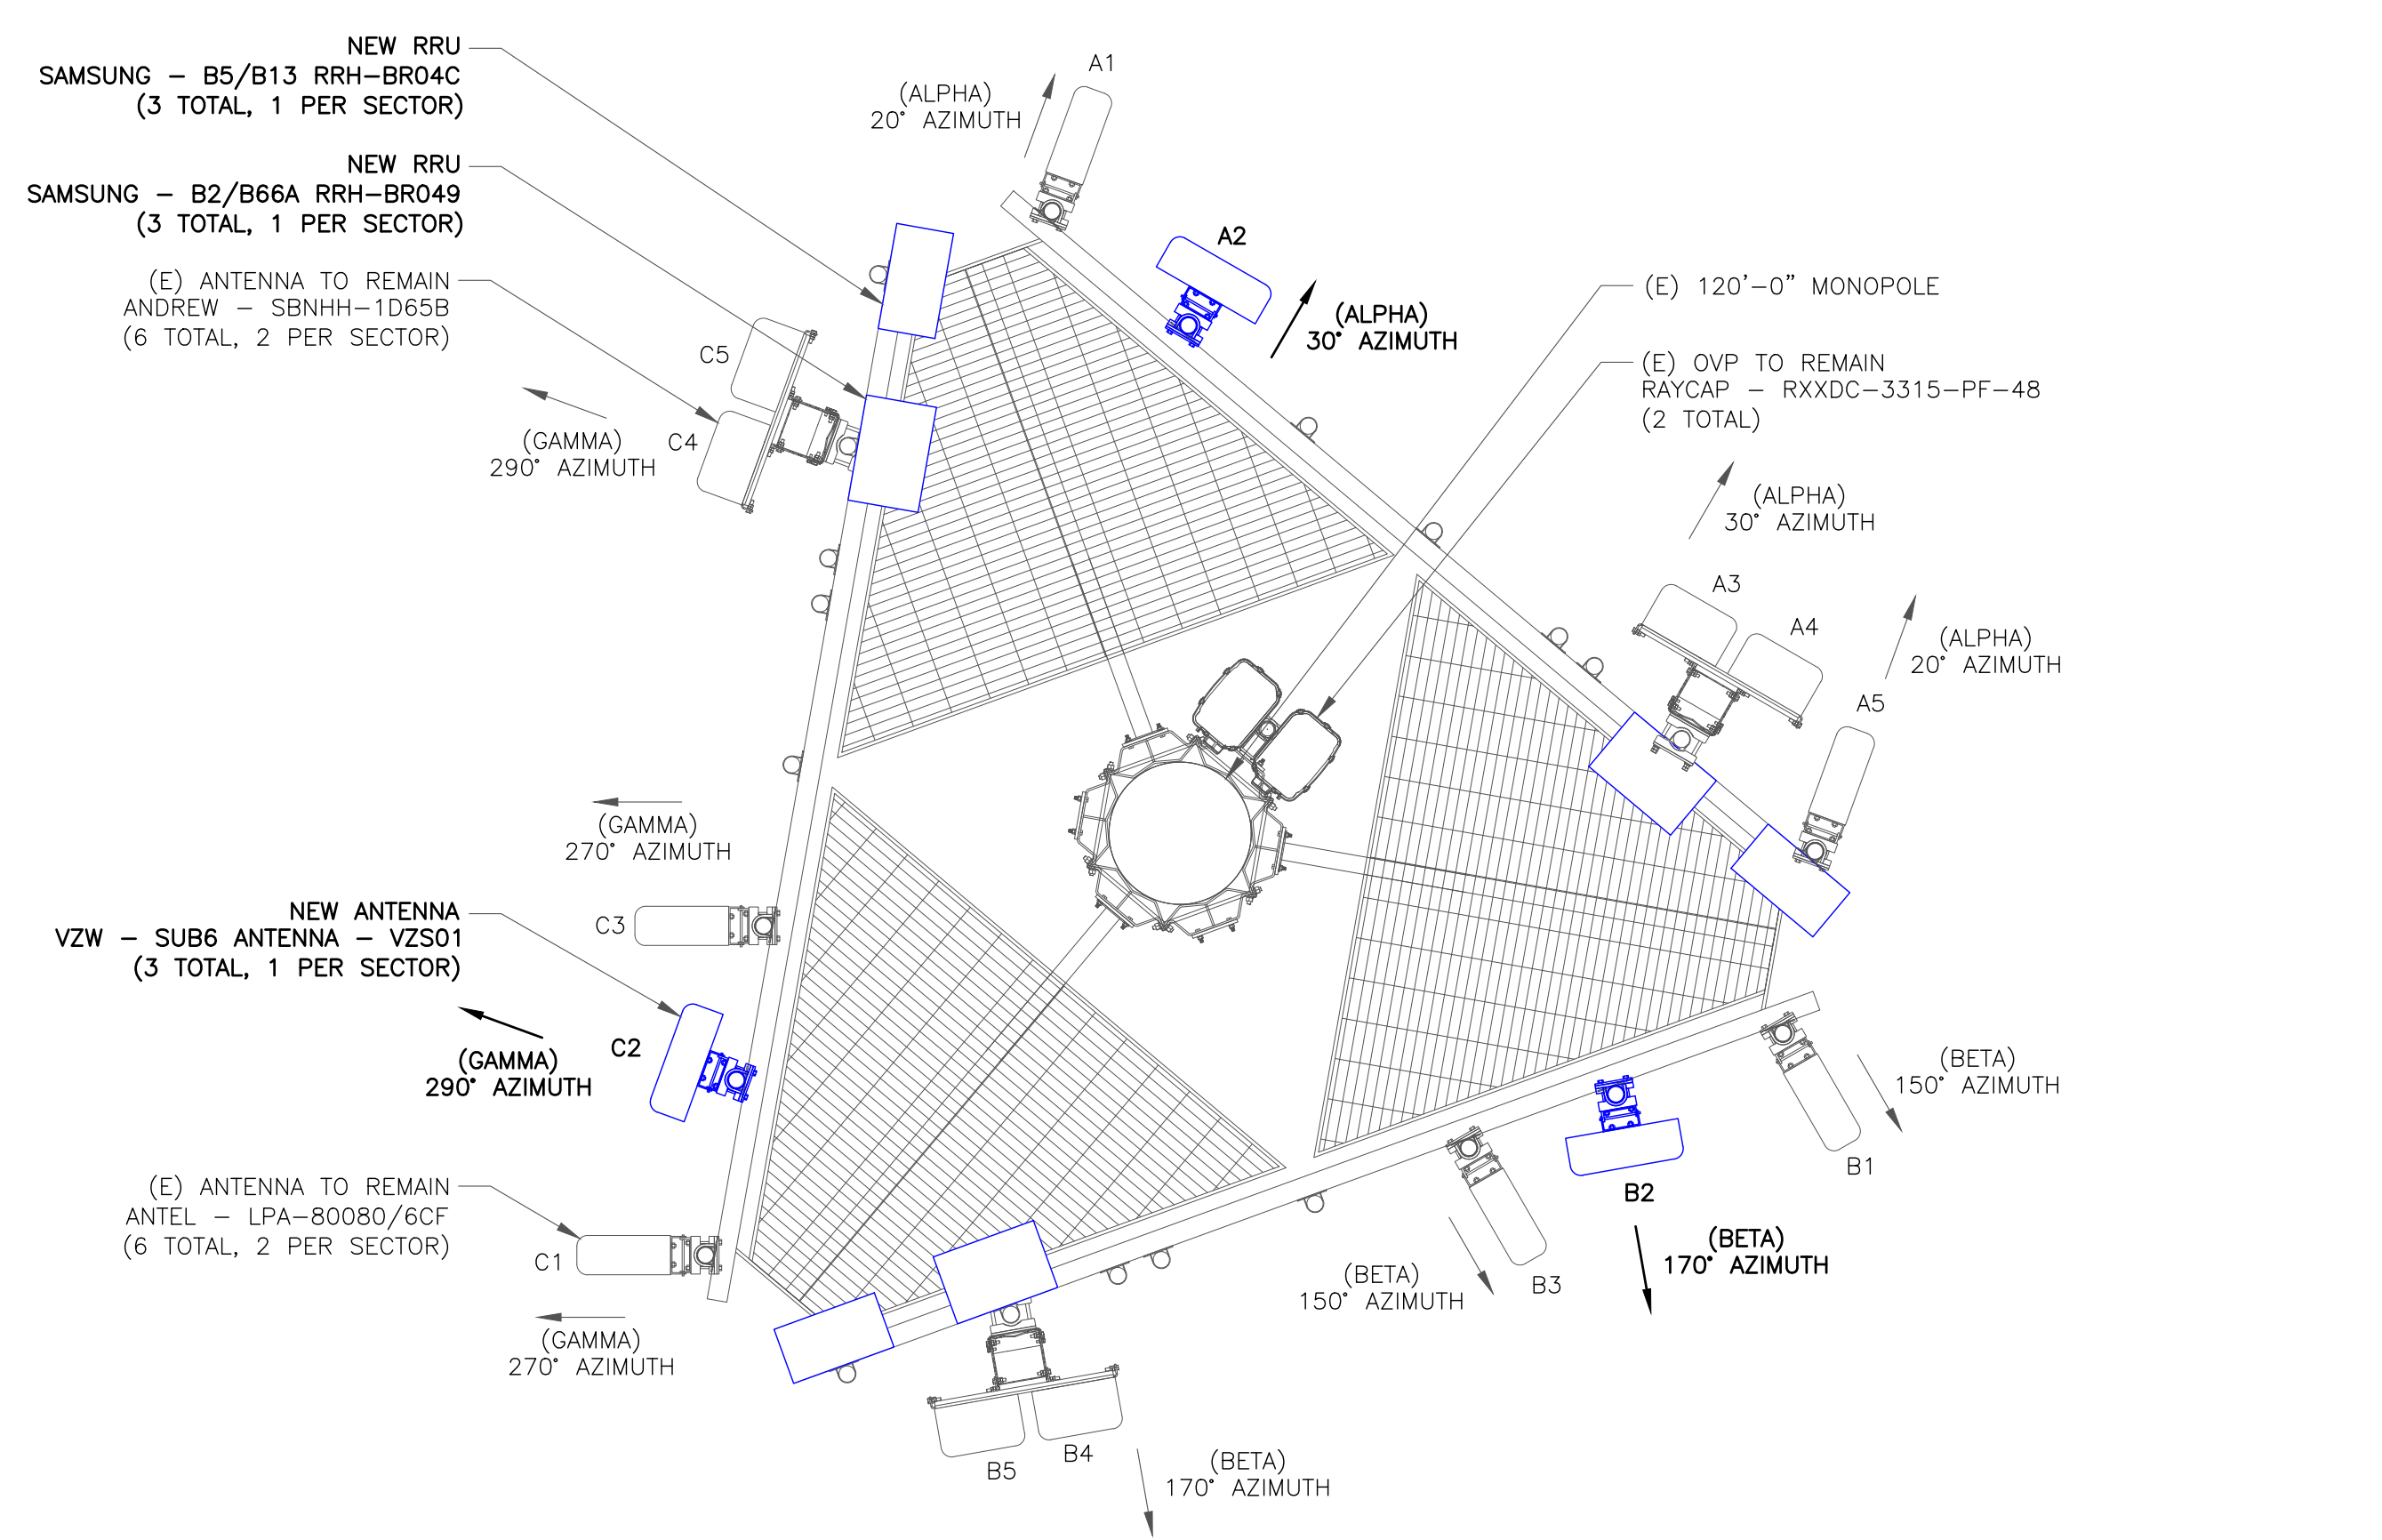 NEW RRU
SAMSUNG – B5/B13 RRH–BR04C
(3 TOTAL, 1 PER SECTOR)
NEW RRU
SAMSUNG – B2/B66A RRH–BR049
(3 TOTAL, 1 PER SECTOR)
(E) ANTENNA TO REMAIN
ANDREW – SBNHH–1D65B
(6 TOTAL, 2 PER SECTOR)
A1
(ALPHA)
20° AZIMUTH
A2
(ALPHA)
30° AZIMUTH
(E) 120'–0" MONOPOLE
(E) OVP TO REMAIN
RAYCAP – RXXDC–3315–PF–48
(2 TOTAL)
C5
C4
(GAMMA)
290° AZIMUTH
(ALPHA)
30° AZIMUTH
A3
A4
(ALPHA)
20° AZIMUTH
A5
(GAMMA)
270° AZIMUTH
C3
NEW ANTENNA
VZW – SUB6 ANTENNA – VZS01
(3 TOTAL, 1 PER SECTOR)
C2
(GAMMA)
290° AZIMUTH
(BETA)
150° AZIMUTH
B1
B2
(BETA)
170° AZIMUTH
(E) ANTENNA TO REMAIN
ANTEL – LPA–80080/6CF
(6 TOTAL, 2 PER SECTOR)
C1
(GAMMA)
270° AZIMUTH
(BETA)
150° AZIMUTH
B3
B5
B4
(BETA)
170° AZIMUTH